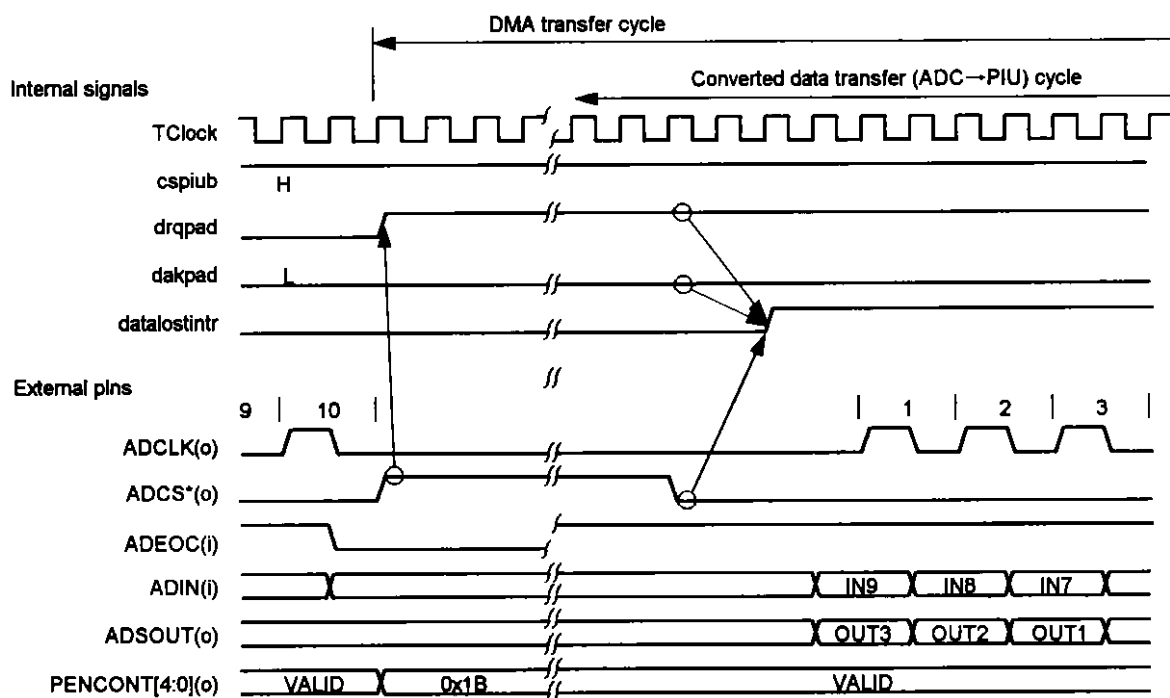 DMA transfer cycle
Internal signals
Converted data transfer (ADC→PIU) cycle
TClock
cspiub
H
drqpad
dakpad
L
datalostintr
External pins
9 | 10 | | 1 | 2 | 3 |
ADCLK(o)
ADCS*(o)
ADEOC(i)
ADIN(i) IN9 IN8 IN7
ADSOUT(o) OUT3 OUT2 OUT1
PENCONT[4:0](o) VALID 0x1B VALID